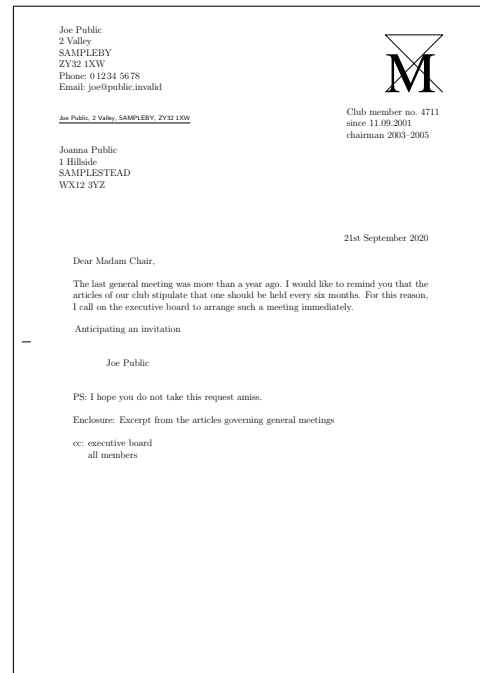 Joe Public
2 Valley
SAMPLEBY
ZY32 1XW
Phone: 0 12 34 56 78
Email: joe@public.invalid
M
Club member no. 4711
since 11.09.2001
chairman 2003–2005
Joe Public, 2 Valley, SAMPLEBY, ZY32 1XW
Joanna Public
1 Hillside
SAMPLESTEAD
WX12 3YZ
21st September 2020
Dear Madam Chair,
The last general meeting was more than a year ago. I would like to remind you that the
articles of our club stipulate that one should be held every six months. For this reason,
I call on the executive board to arrange such a meeting immediately.
Anticipating an invitation
Joe Public
PS: I hope you do not take this request amiss.
Enclosure: Excerpt from the articles governing general meetings
cc: executive board
all members